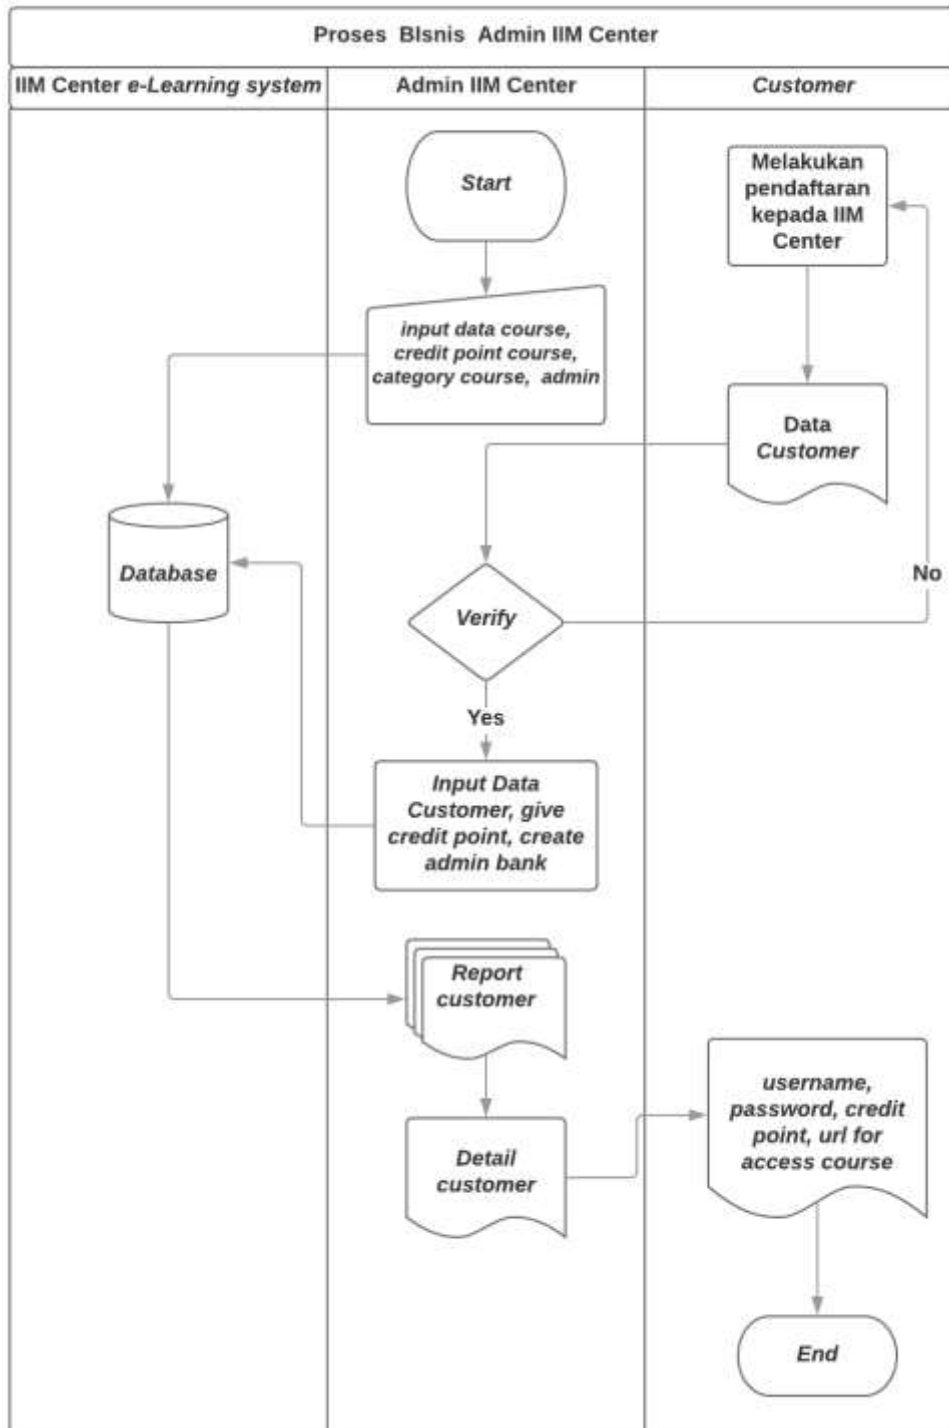 Proses BIsnis Admin IIM Center
IIM Center e-Learning system
Admin IIM Center
Customer
Start
Melakukan
pendaftaran
kepada IIM
Center
input data course,
credit point course,
category course, admin
Data
Customer
Database
Verify
No
Yes
Input Data
Customer, give
credit point, create
admin bank
Report
customer
Detail
customer
username,
password, credit
point, url for
access course
End